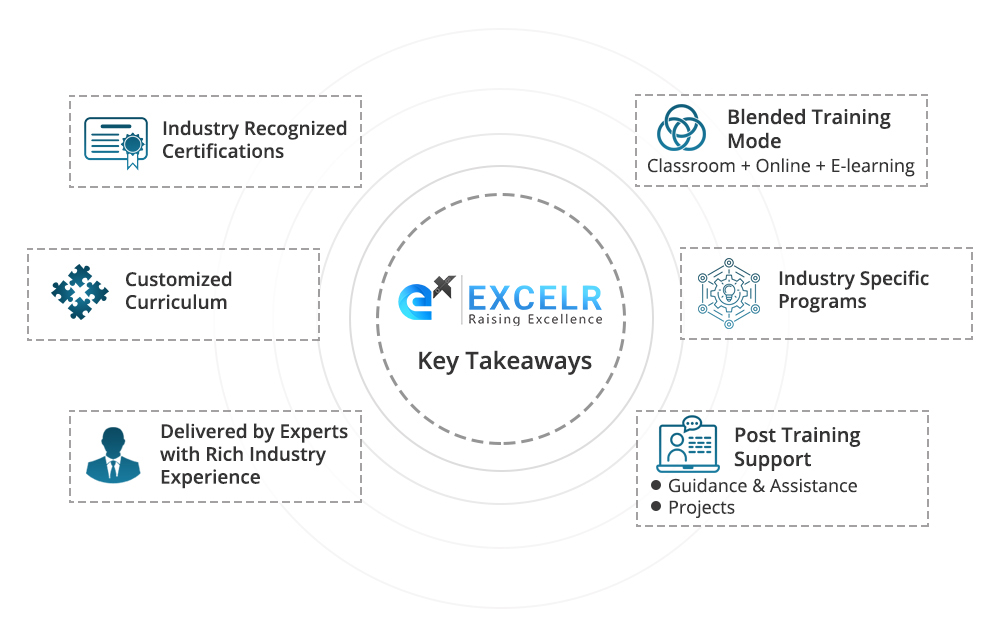 Industry Recognized
Certifications
Blended Training
Mode
Classroom + Online + E-learning
Customized
Curriculum
ex EXCELR
Raising Excellence
Key Takeaways
Industry Specific
Programs
Delivered by Experts
with Rich Industry
Experience
Post Training
Support
Guidance & Assistance
Projects